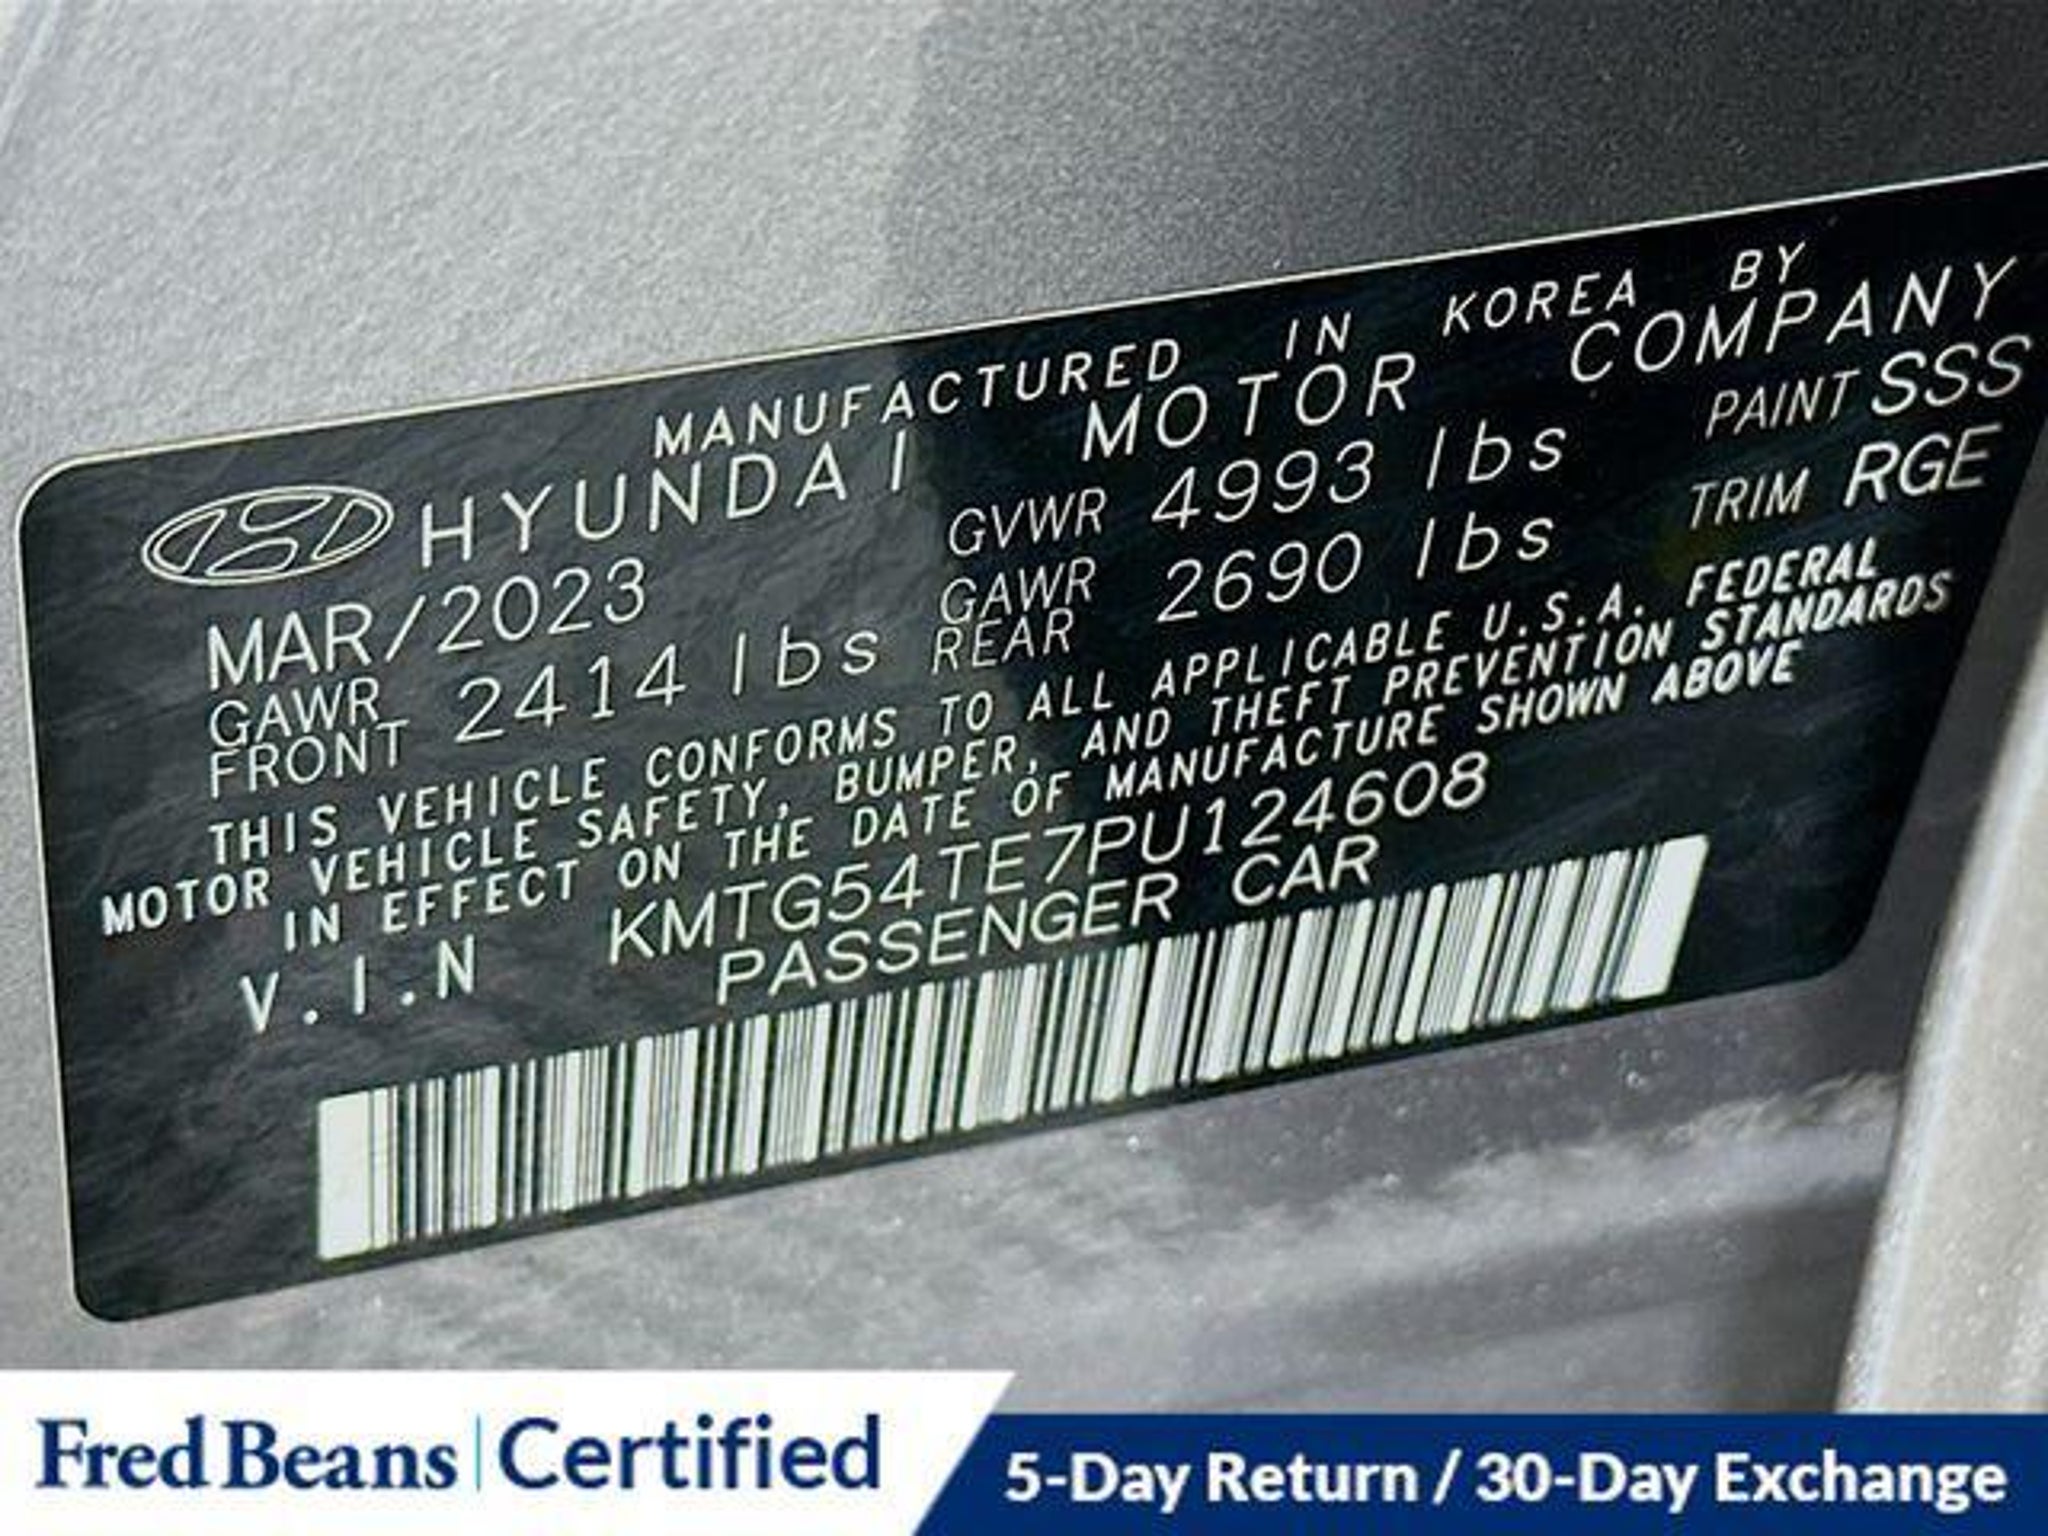 MANUFACTURED IN KOREA BY
HYUNDAI MOTOR COMPANY
MAR/2023 GVWR 4993 lbs PAINT SSS
GAWR FRONT 2414 lbs GAWR REAR 2690 lbs TRIM RGE
THIS VEHICLE CONFORMS TO ALL APPLICABLE U.S.A. FEDERAL
MOTOR VEHICLE SAFETY, BUMPER, AND THEFT PREVENTION STANDARDS
IN EFFECT ON THE DATE OF MANUFACTURE SHOWN ABOVE
V.I.N KMTG54TE7PU124608
PASSENGER CAR
Fred Beans Certified
5-Day Return / 30-Day Exchange